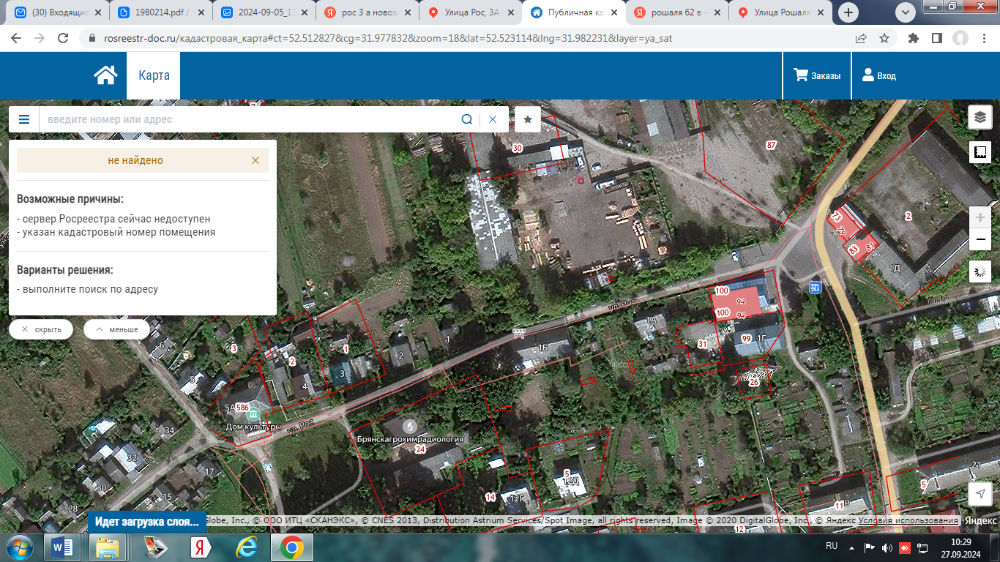 (30) Входящие
1980214.pdf /
2024-09-05_11
рос 3 а новоз
Улица Рос, 3А
Публичная ка
рошаля 62 в -
Улица Рошаля
rosreestr-doc.ru/кадастровая_карта#ct=52.512827&cg=31.977832&zoom=18&lat=52.523114&lng=31.982231&layer=ya_sat
Карта
Заказы
Вход
введите номер или адрес
не найдено
Возможные причины:
- сервер Росреестра сейчас недоступен
- указан кадастровый номер помещения
Варианты решения:
- выполните поиск по адресу
скрыть
меньше
30
87
2
73
79
83
81
1Д
100
94
100
94
ул. Рос
1А
31
99
1Г
26
1Б
1
2
3
2
1
3
4
6
5
5А
586
Дом культуры
ул. Рос
34
32
30
28
17
15
Брянскагрохимрадиология
24
14
12Г
5
12Д
11
12
5
21
Yandex
Yandex
Идет загрузка слоя...
Globe, Inc., © ООО ИТЦ «СКАНЭКС», © CNES 2013, Distribution Astrium Services/Spot Image, all rights reserved, Image © 2020 DigitalGlobe, Inc., © Яндекс Условия использования
Яндекс
RU
10:29
27.09.2024